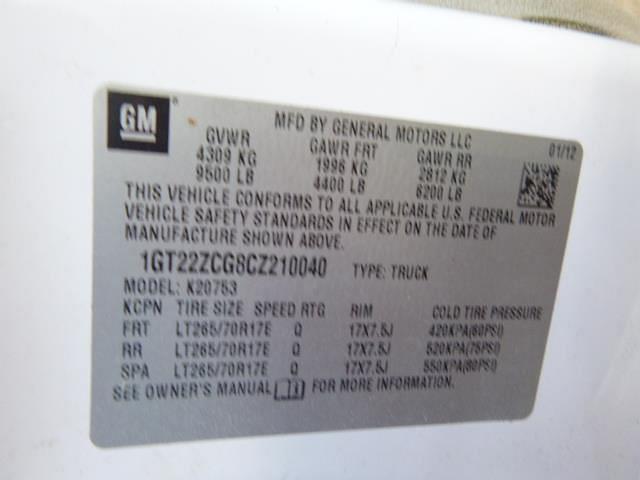 GM
MFD BY GENERAL MOTORS LLC 01/12
GVWR GAWR FRT GAWR RR
4309 KG 1996 KG 2812 KG
9500 LB 4400 LB 6200 LB
THIS VEHICLE CONFORMS TO ALL APPLICABLE U.S. FEDERAL MOTOR
VEHICLE SAFETY STANDARDS IN EFFECT ON THE DATE OF
MANUFACTURE SHOWN ABOVE.
1GT22ZCG8CZ210040 TYPE: TRUCK
MODEL: K20753
KCPN TIRE SIZE SPEED RTG RIM COLD TIRE PRESSURE
FRT LT265/70R17E Q 17X7.5J 420KPA(60PSI)
RR LT265/70R17E Q 17X7.5J 520KPA(75PSI)
SPA LT265/70R17E Q 17X7.5J 550KPA(80PSI)
SEE OWNER'S MANUAL FOR MORE INFORMATION.